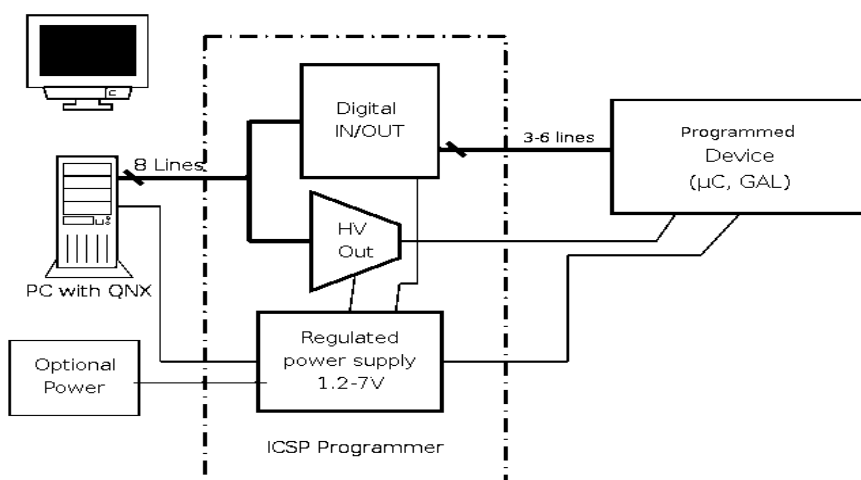 Digital
IN/OUT
8 Lines
3-6 lines
Programmed
Device
(µC, GAL)
HV
Out
PC with QNX
Regulated
power supply
1.2-7V
Optional
Power
ICSP Programmer